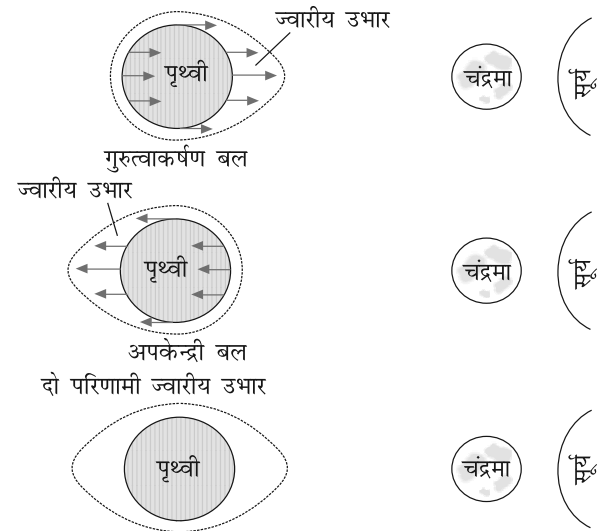 ज्वारीय उभार
पृथ्वी
चंद्रमा
सूर्य
गुरुत्वाकर्षण बल
ज्वारीय उभार
पृथ्वी
चंद्रमा
सूर्य
अपकेन्द्री बल
दो परिणामी ज्वारीय उभार
पृथ्वी
चंद्रमा
सूर्य